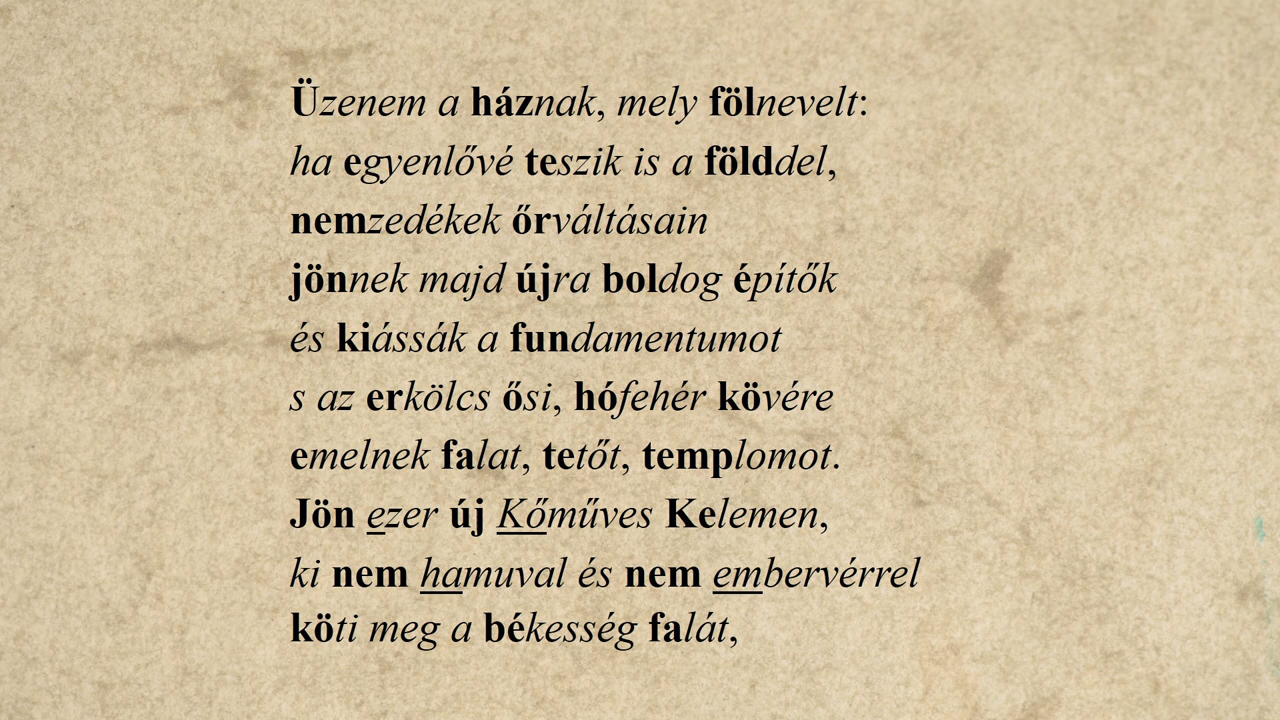 Üzenem a háznak, mely fölnevelt:
ha egyenlővé teszik is a földdel,
nemzedékek őrváltásain
jönnek majd újra boldog építők
és kiássák a fundamentumot
s az erkölcs ősi, hófehér kövére
emelnek falat, tetőt, templomot.
Jön ezer új Kőműves Kelemen,
ki nem hamuval és nem embervérrel
köti meg a békesség falát,